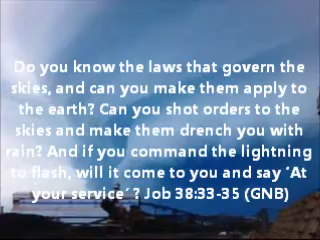 Do you know the laws that govern the
skies, and can you make them apply to
the earth? Can you shot orders to the
skies and make them drench you with
rain? And if you command the lightning
to flash, will it come to you and say ´At
your service´? Job 38:33-35 (GNB)